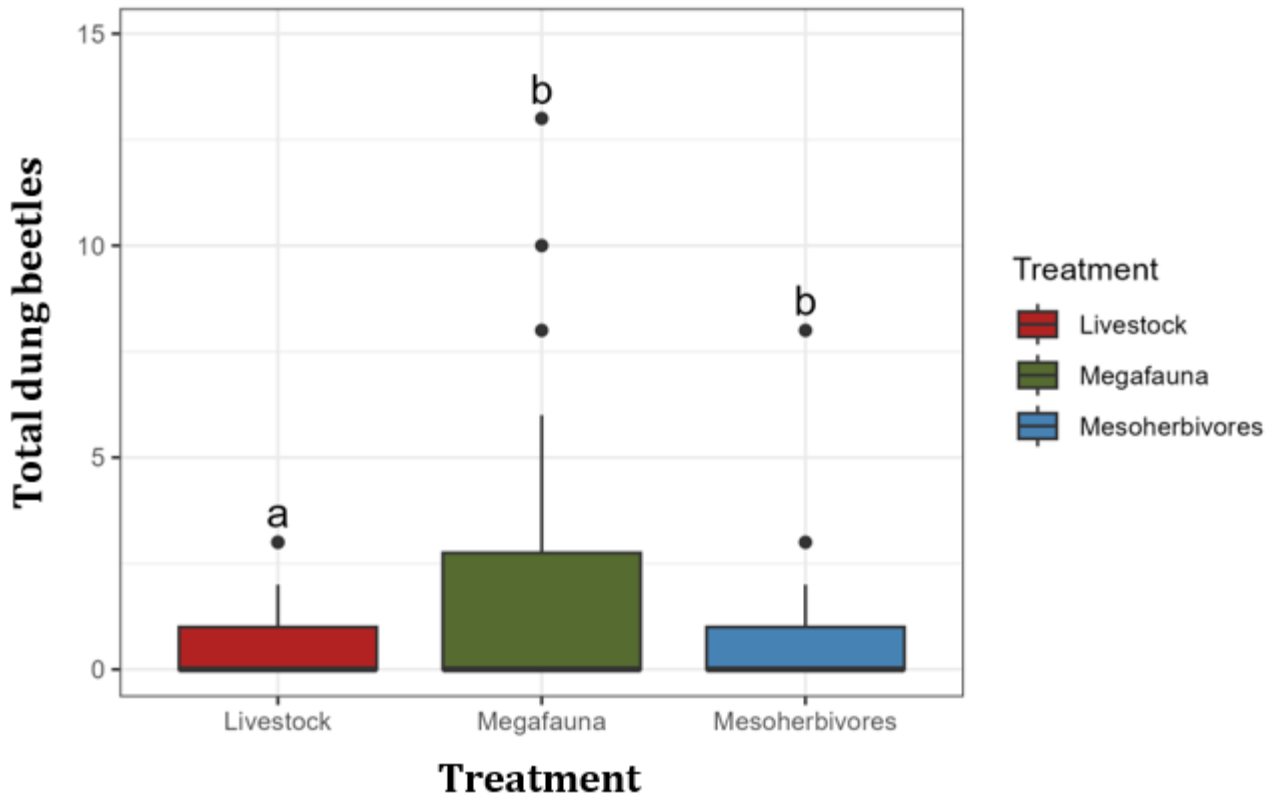 15
10
5
0
Total dung beetles
a
b
b
Livestock
Megafauna
Mesoherbivores
Treatment
Treatment
Livestock
Megafauna
Mesoherbivores